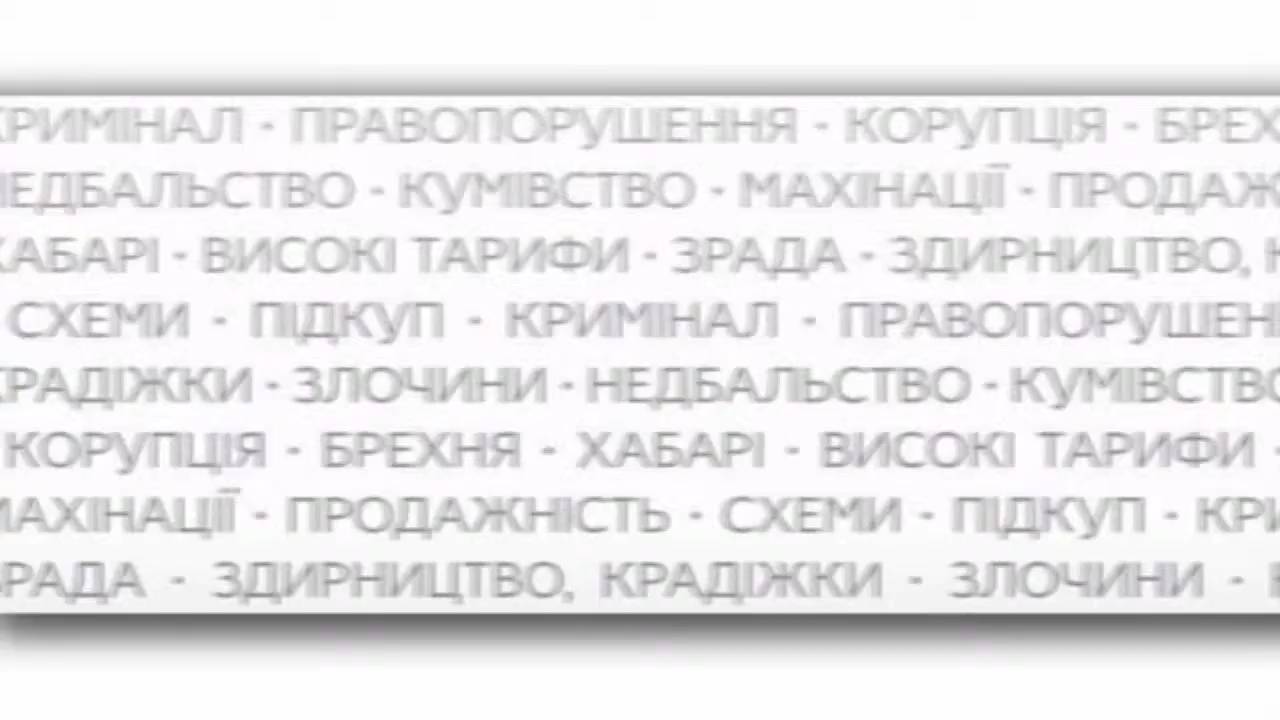 КРИМІНАЛ - ПРАВОПОРУШЕННЯ - КОРУПЦІЯ - БРЕХ
НЕДБАЛЬСТВО - КУМІВСТВО - МАХІНАЦІЇ - ПРОДАЖ
ХАБАРІ - ВИСОКІ ТАРИФИ - ЗРАДА - ЗДИРНИЦТВО, К
СХЕМИ - ПІДКУП - КРИМІНАЛ - ПРАВОПОРУШЕН
КРАДІЖКИ - ЗЛОЧИНИ - НЕДБАЛЬСТВО - КУМІВСТВО
КОРУПЦІЯ - БРЕХНЯ - ХАБАРІ - ВИСОКІ ТАРИФИ -
МАХІНАЦІЇ - ПРОДАЖНІСТЬ - СХЕМИ - ПІДКУП - КРИ
ЗРАДА - ЗДИРНИЦТВО, КРАДІЖКИ - ЗЛОЧИНИ -